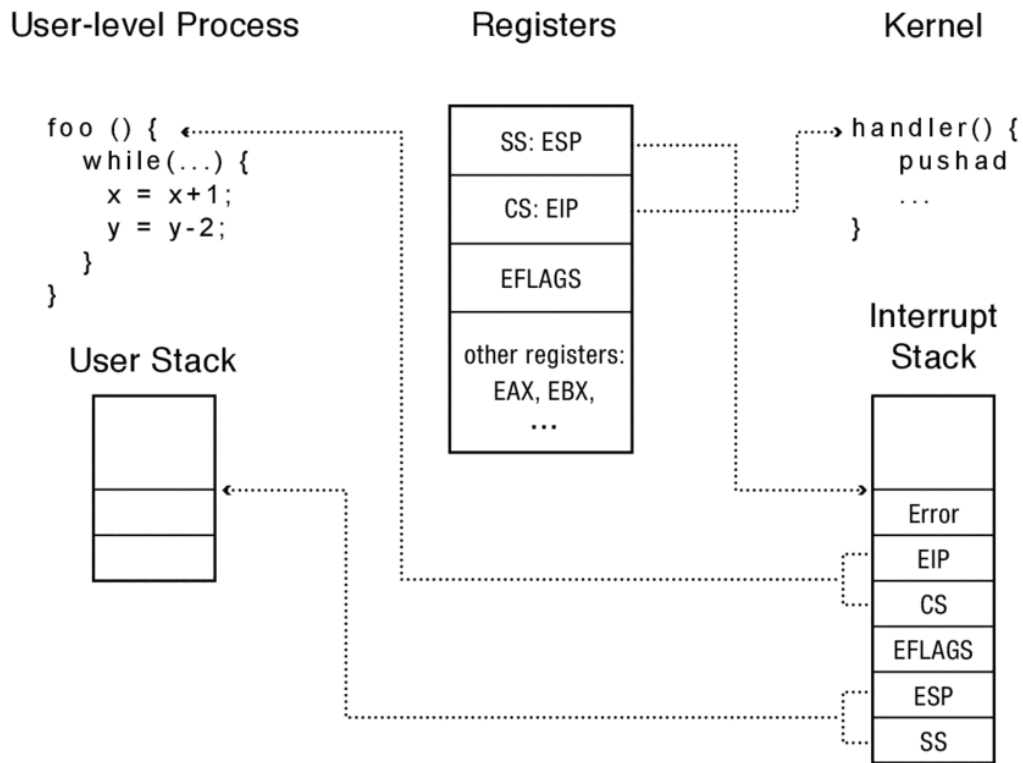 User-level Process
foo () {
while(...) {
x = x+1;
y = y-2;
}
}
User Stack
Registers
SS: ESP
CS: EIP
EFLAGS
other registers:
EAX, EBX,
...
Kernel
handler() {
pushad
...
}
Interrupt
Stack
Error
EIP
CS
EFLAGS
ESP
SS